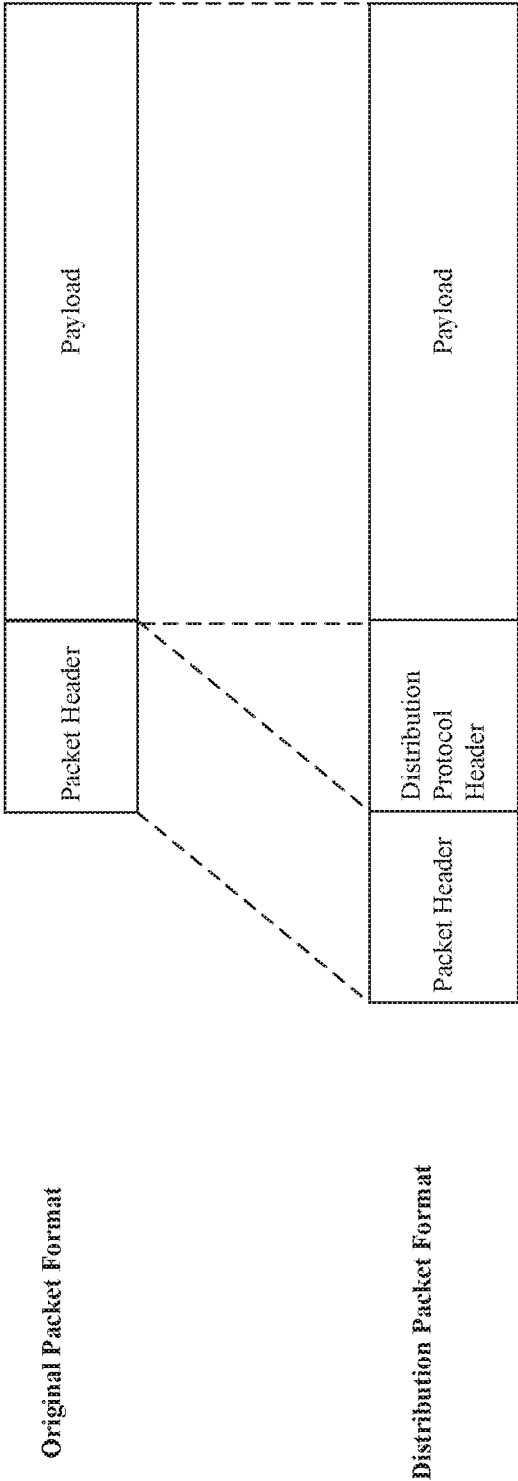 Original Packet Format
Packet Header
Payload
Distribution Packet Format
Packet Header
Distribution
Protocol
Header
Payload